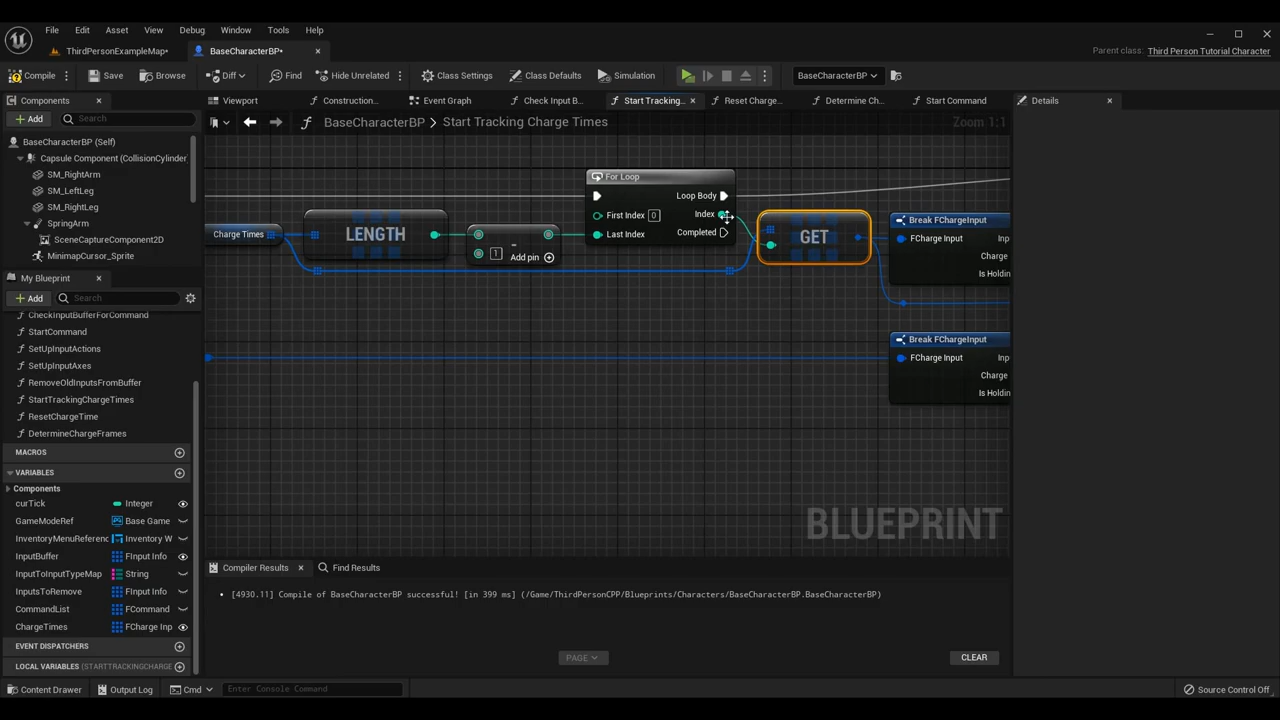 File Edit Asset View Debug Window Tools Help
ThirdPersonExampleMap* BaseCharacterBP*
Parent class: Third Person Tutorial Character
Compile Save Browse Diff Find Hide Unrelated Class Settings Class Defaults Simulation BaseCharacterBP
Components
Viewport Construction... Event Graph Check Input B... Start Tracking... Reset Charge... Determine Ch... Start Command
Details
Add Search
BaseCharacterBP > Start Tracking Charge Times
Zoom 1:1
BaseCharacterBP (Self)
Capsule Component (CollisionCylinder
SM_RightArm
SM_LeftLeg
SM_RightLeg
SpringArm
SceneCaptureComponent2D
MinimapCursor_Sprite
For Loop
Loop Body
First Index 0
Index
Last Index
Completed
Charge Times
LENGTH
-
1
Add pin
GET
Break FChargeInput
FChargeInput Inp
Charge
Is Holdin
Break FChargeInput
FCharge Input Inp
Charge
Is Holdin
My Blueprint
Add Search
CheckInputBufferForCommand
StartCommand
SetUpInputActions
SetUpInputAxes
RemoveOldInputsFromBuffer
StartTrackingChargeTimes
ResetChargeTime
DetermineChargeFrames
MACROS
VARIABLES
Components
curTick Integer
GameModeRef Base Game
InventoryMenuReferenc Inventory W
InputBuffer FInput Info
InputToInputTypeMap String
InputsToRemove FInput Info
CommandList FCommand
ChargeTimes FCharge Inp
EVENT DISPATCHERS
LOCAL VARIABLES (STARTTRACKINGCHARGE
BLUEPRINT
Compiler Results Find Results
[4930.11] Compile of BaseCharacterBP successful! [in 399 ms] (/Game/ThirdPersonCPP/Blueprints/Characters/BaseCharacterBP.BaseCharacterBP)
PAGE
CLEAR
Content Drawer Output Log Cmd Enter Console Command
Source Control Off